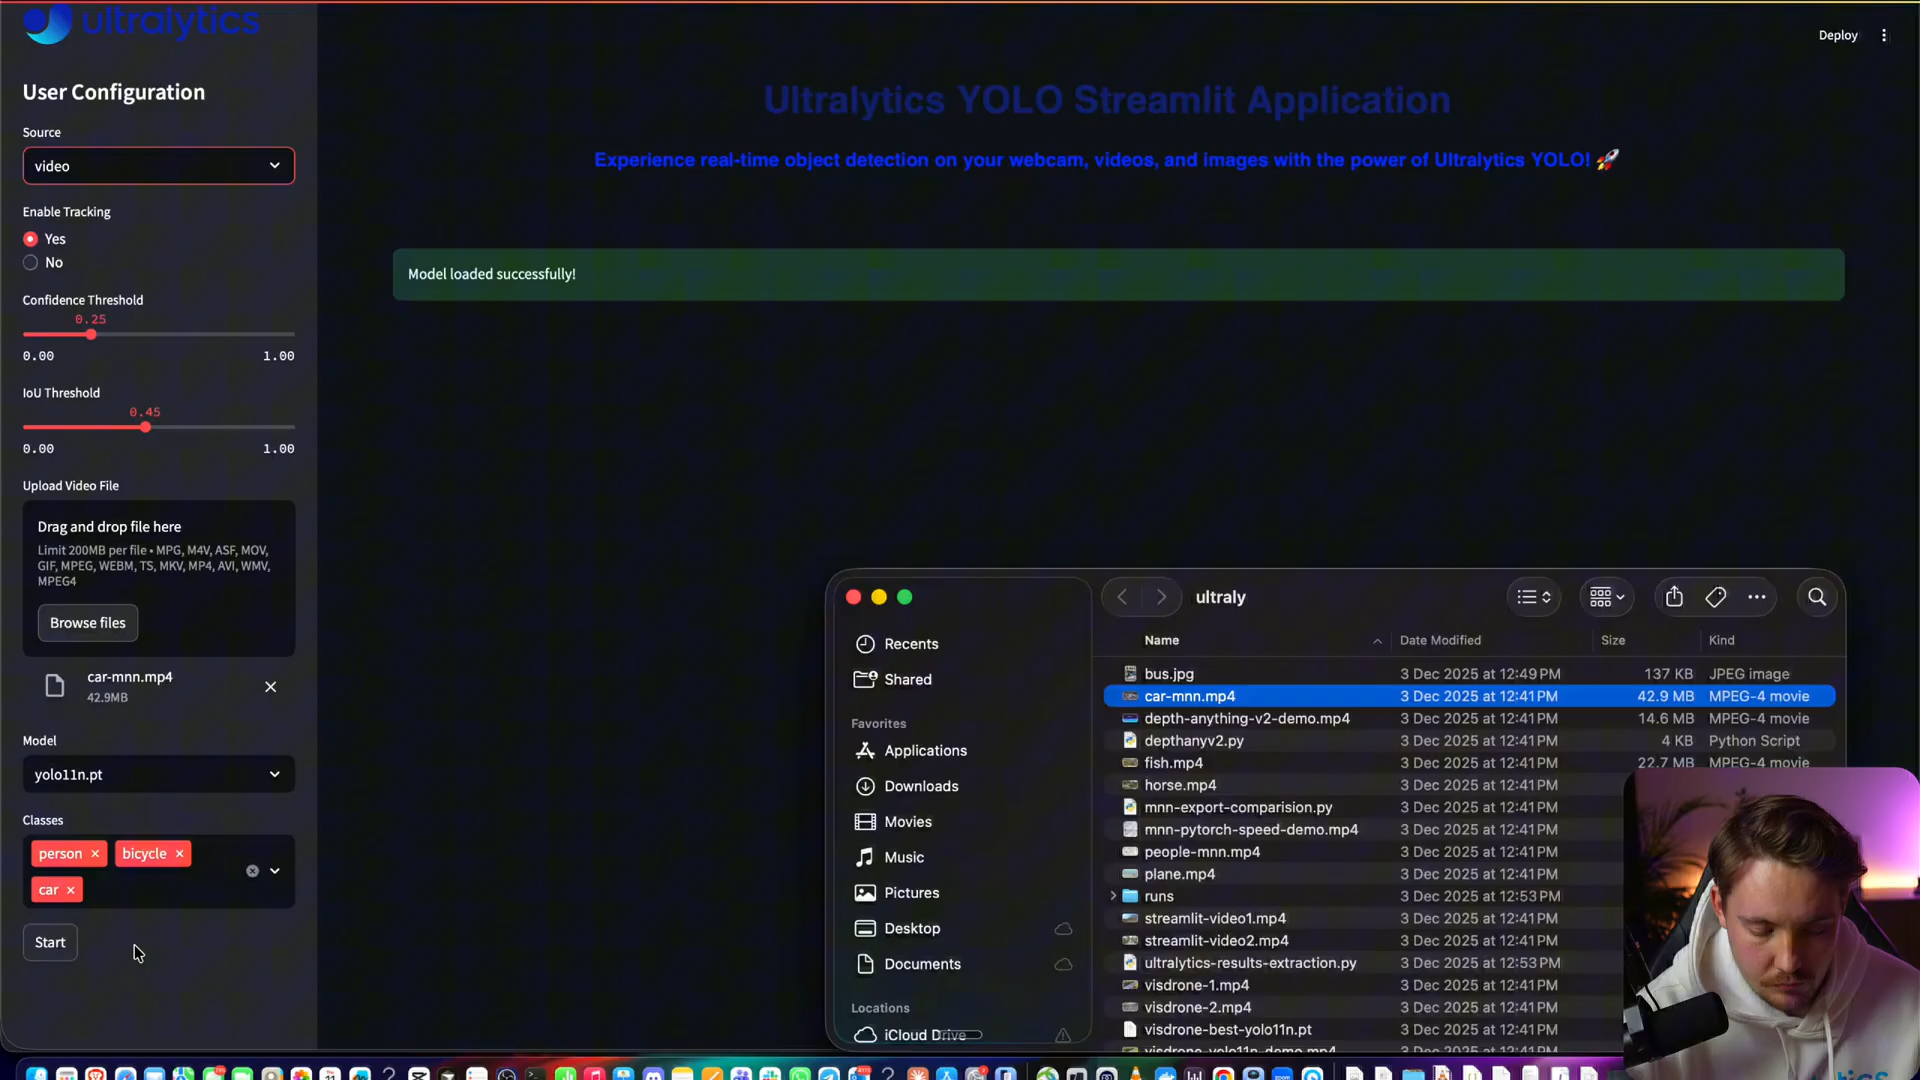 ultralytics
Deploy
User Configuration
Source
video
Enable Tracking
Yes
No
Confidence Threshold
0.25
0.00 1.00
IoU Threshold
0.45
0.00 1.00
Upload Video File
Drag and drop file here
Limit 200MB per file • MPG, M4V, ASF, MOV,
GIF, MPEG, WEBM, TS, MKV, MP4, AVI, WMV,
MPEG4
Browse files
car-mnn.mp4
42.9MB
Model
yolo11n.pt
Classes
person × bicycle ×
car ×
Start
Ultralytics YOLO Streamlit Application
Experience real-time object detection on your webcam, videos, and images with the power of Ultralytics YOLO! 🚀
Model loaded successfully!
ultraly
Recents
Shared
Favorites
Applications
Downloads
Movies
Music
Pictures
Desktop
Documents
Locations
iCloud Drive
Name Date Modified Size Kind
bus.jpg 3 Dec 2025 at 12:49 PM 137 KB JPEG image
car-mnn.mp4 3 Dec 2025 at 12:41 PM 42.9 MB MPEG-4 movie
depth-anything-v2-demo.mp4 3 Dec 2025 at 12:41 PM 14.6 MB MPEG-4 movie
depthanyv2.py 3 Dec 2025 at 12:41 PM 4 KB Python Script
fish.mp4 3 Dec 2025 at 12:41 PM 22.7 MB MPEG-4 movie
horse.mp4 3 Dec 2025 at 12:41 PM
mnn-export-comparision.py 3 Dec 2025 at 12:41 PM
mnn-pytorch-speed-demo.mp4 3 Dec 2025 at 12:41 PM
people-mnn.mp4 3 Dec 2025 at 12:41 PM
plane.mp4 3 Dec 2025 at 12:41 PM
runs 3 Dec 2025 at 12:53 PM
streamlit-video1.mp4 3 Dec 2025 at 12:41 PM
streamlit-video2.mp4 3 Dec 2025 at 12:41 PM
ultralytics-results-extraction.py 3 Dec 2025 at 12:53 PM
visdrone-1.mp4 3 Dec 2025 at 12:41 PM
visdrone-2.mp4 3 Dec 2025 at 12:41 PM
visdrone-best-yolo11n.pt 3 Dec 2025 at 12:41 PM
visdrone-yolo11n-demo.mp4 3 Dec 2025 at 12:41 PM